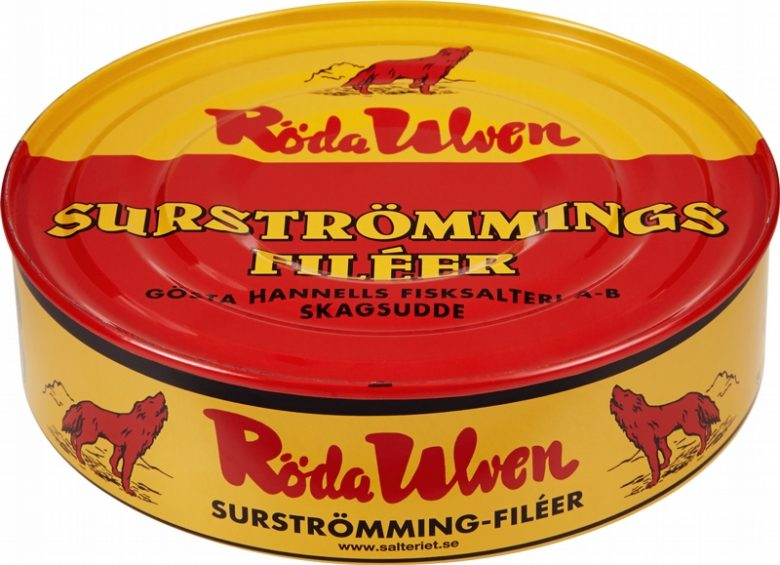 Röda Ulven
SURSTRÖMMINGS
FILÉER
GÖSTA HANNELLS FISKSALTERI A-B
SKAGSUDDE
Röda Ulven
SURSTRÖMMING-FILÉER
www.salteriet.se